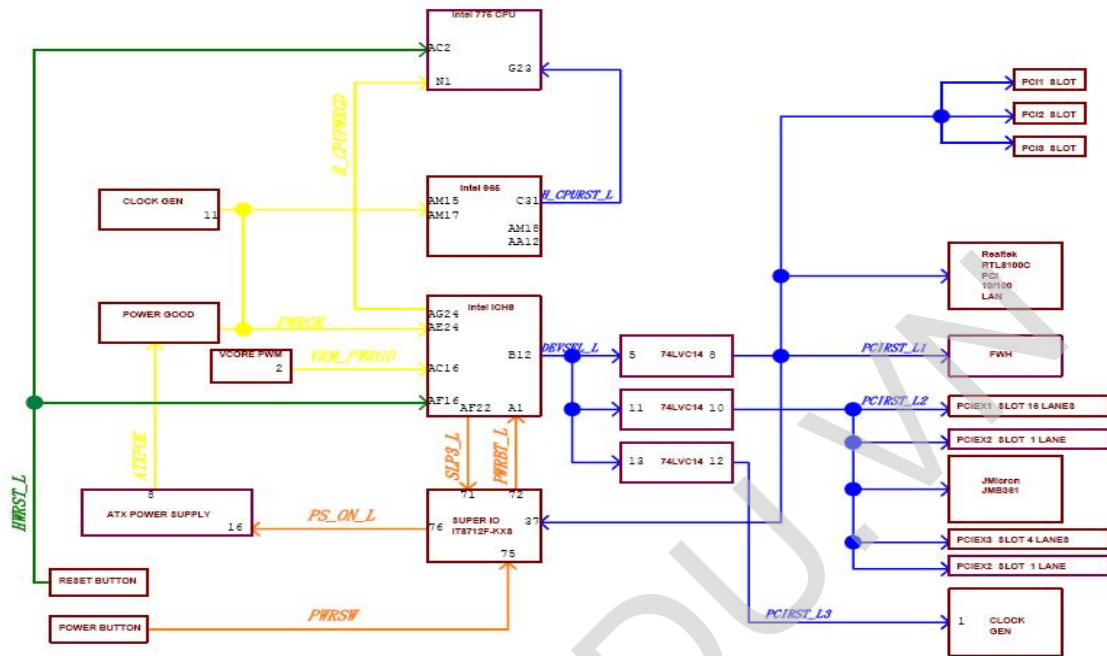 Intel 775 CPU
AC2
G23
N1
H_CPUPWRGD
PCI1 SLOT
PCI2 SLOT
PCI3 SLOT
CLOCK GEN
11
Intel 965
AM15
AM17
C31
AM18
AA12
H_CPURST_L
Realtek
RTL8100C
PCI
10/100
LAN
POWER GOOD
PWROK
VCORE PWM
2
VRM_PWRGD
Intel ICH8
AG24
AE24
B12
AC16
AF16
AF22
A1
DEVSEL_L
5 74LVC14 8
PCIRST_L1
FWH
11 74LVC14 10
PCIRST_L2
PCIEX1 SLOT 16 LANES
PCIEX2 SLOT 1 LANE
13 74LVC14 12
JMicron
JMB361
HWRST_L
ATXPOK
SLP3_L
PWRBT_L
8
ATX POWER SUPPLY
16
PS_ON_L
71
72
76
SUPER IO
IT8712F-KXS
37
75
PCIEX3 SLOT 4 LANES
PCIEX2 SLOT 1 LANE
RESET BUTTON
POWER BUTTON
PWRSW
PCIRST_L3
1
CLOCK
GEN
DU.VN